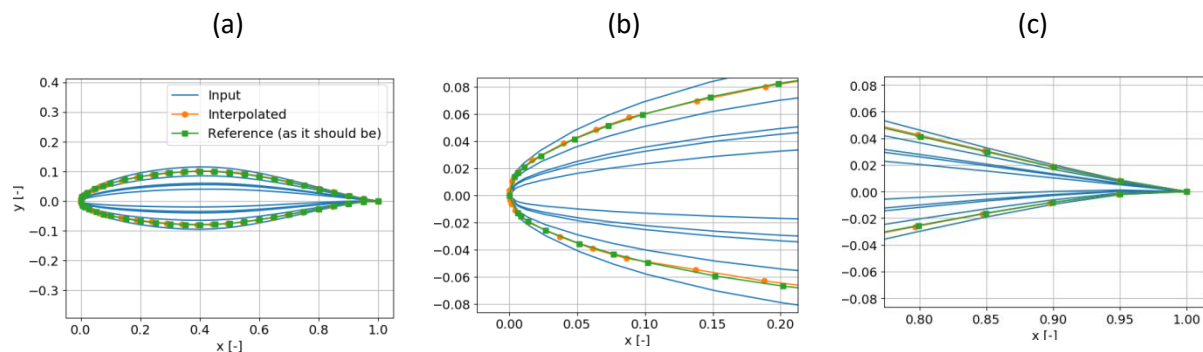 (a)
(b)
(c)
0.4
0.3
0.2
0.1
0.0
−0.1
−0.2
−0.3
y [-]
0.0 0.2 0.4 0.6 0.8 1.0
x [-]
Input
Interpolated
Reference (as it should be)
0.08
0.06
0.04
0.02
0.00
−0.02
−0.04
−0.06
−0.08
0.00 0.05 0.10 0.15 0.20
x [-]
0.08
0.06
0.04
0.02
0.00
−0.02
−0.04
−0.06
−0.08
0.80 0.85 0.90 0.95 1.00
x [-]